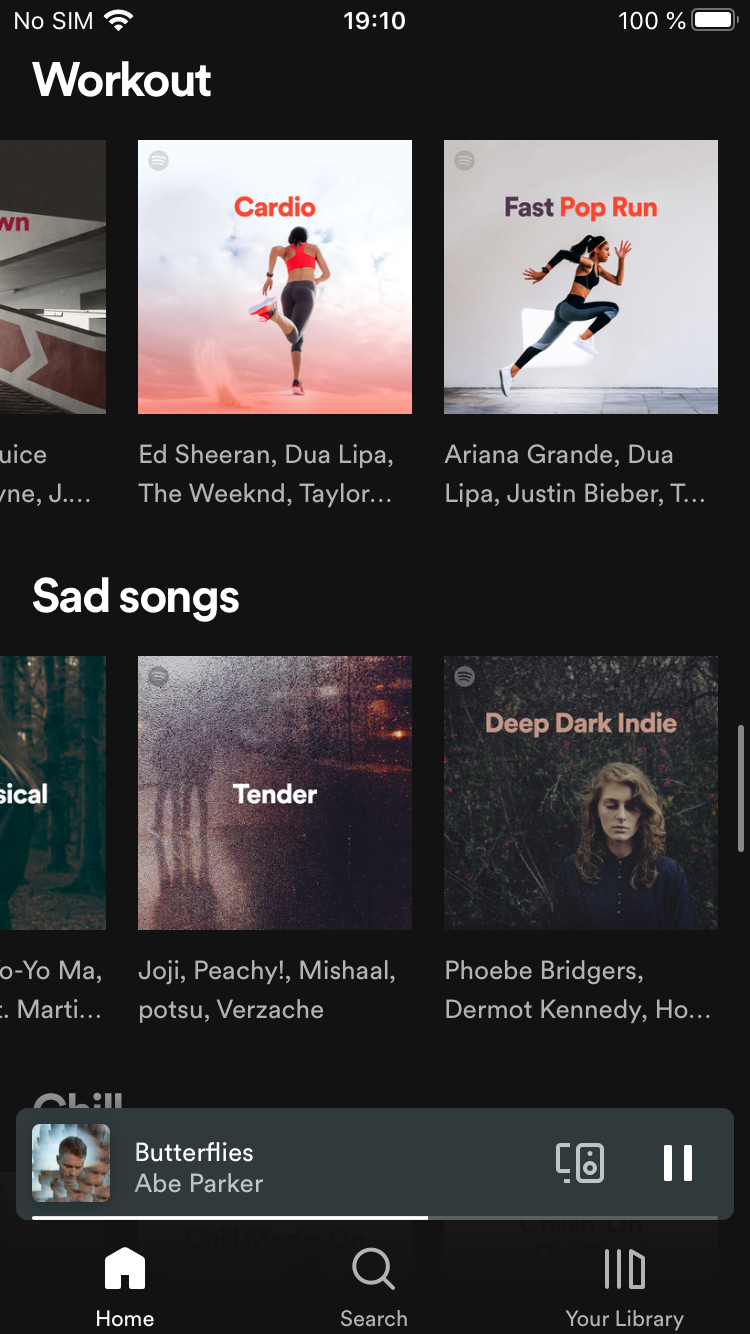 No SIM 19:10 100 %
Workout
wn
Cardio
Fast Pop Run
uice
yne, J....
Ed Sheeran, Dua Lipa,
The Weeknd, Taylor...
Ariana Grande, Dua
Lipa, Justin Bieber, T...
Sad songs
sical
Tender
Deep Dark Indie
o-Yo Ma,
t. Marti...
Joji, Peachy!, Mishaal,
potsu, Verzache
Phoebe Bridgers,
Dermot Kennedy, Ho...
Chill
Butterflies
Abe Parker
Home
Search
Your Library